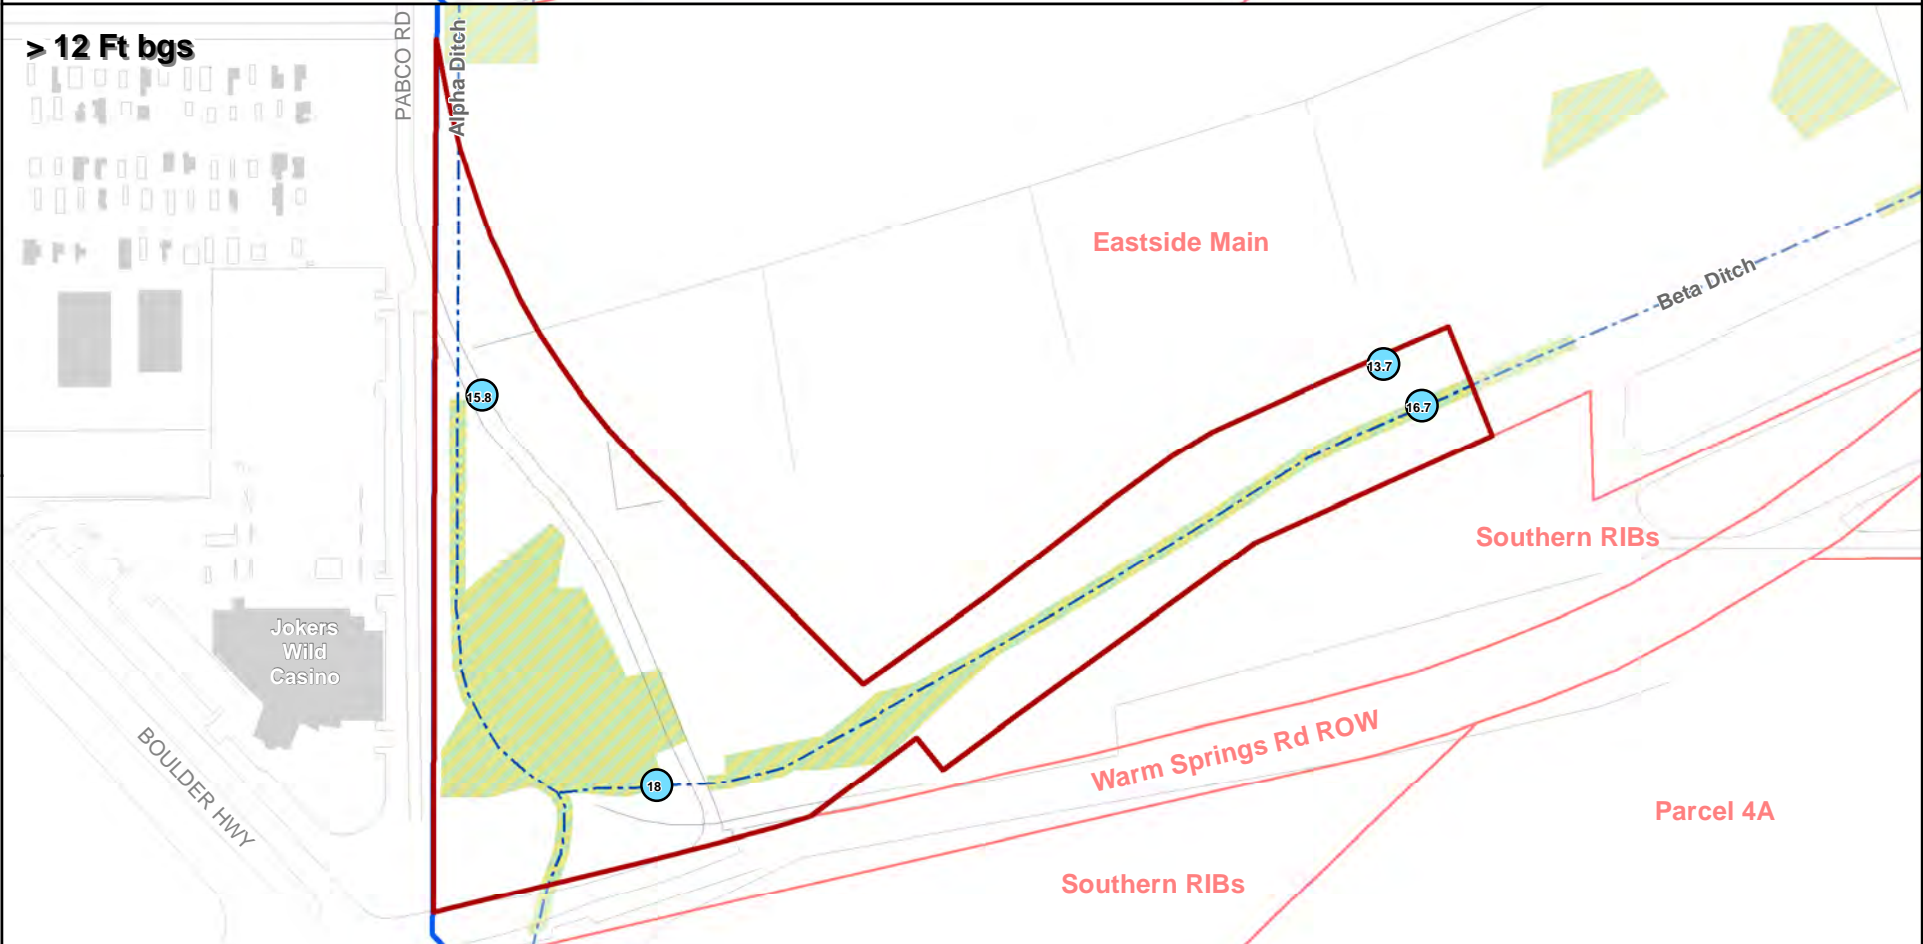 > 12 Ft bgs
PABCO RD
Alpha Ditch
Eastside Main
Beta Ditch
13.7
15.8
16.7
Southern RIBs
Jokers
Wild
Casino
BOULDER HWY
18
Warm Springs Rd ROW
Parcel 4A
Southern RIBs